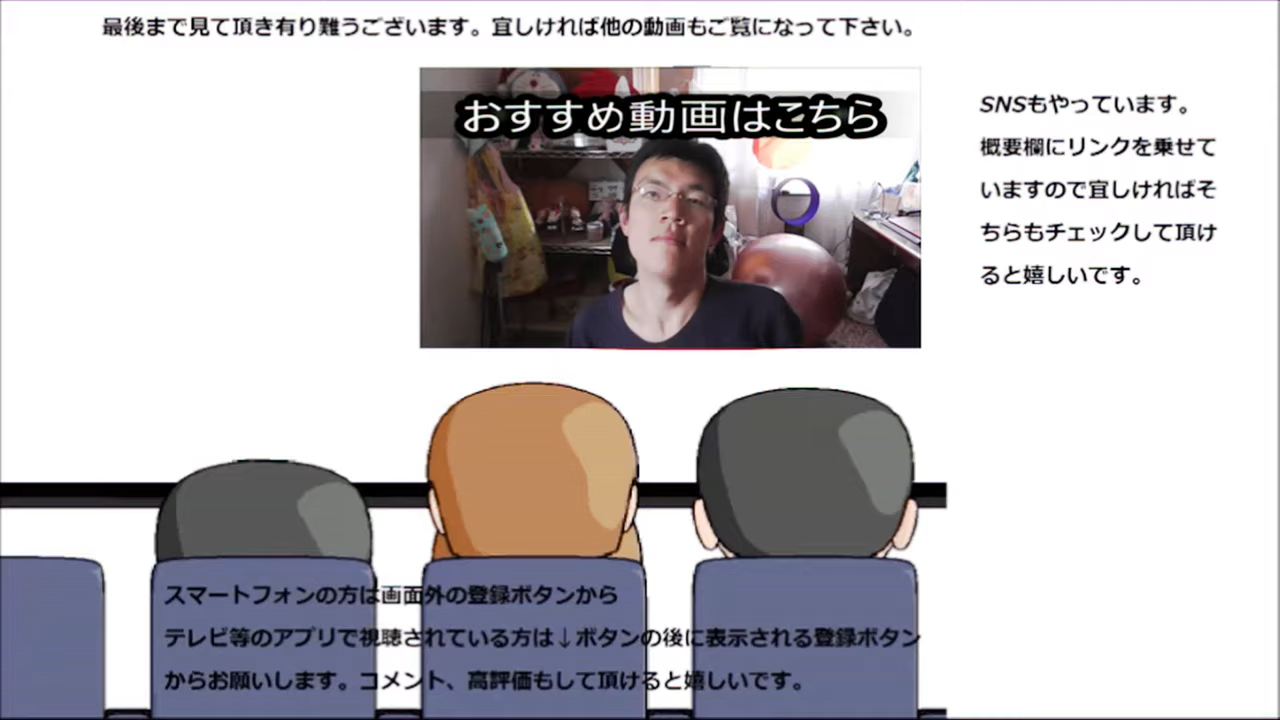 最後まで見て頂き有り難うございます。宜しければ他の動画もご覧になって下さい。
おすすめ動画はこちら
SNSもやっています。
概要欄にリンクを乗せて
いますので宜しければそ
ちらもチェックして頂け
ると嬉しいです。
スマートフォンの方は画面外の登録ボタンから
テレビ等のアプリで視聴されている方は↓ボタンの後に表示される登録ボタン
からお願いします。コメント、高評価もして頂けると嬉しいです。